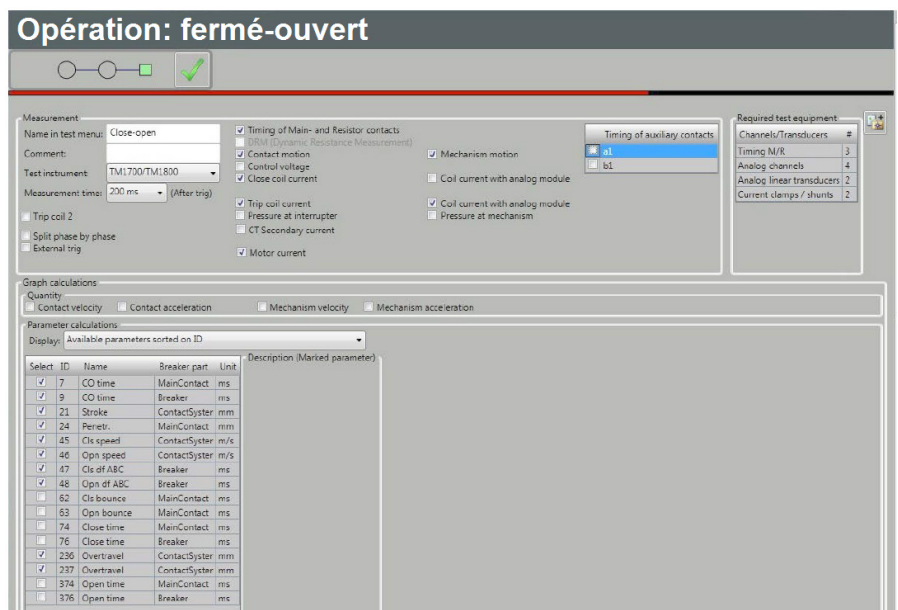 Opération: fermé-ouvert
Measurement
Name in test menu: Close-open
Comment:
Test instrument TM1700/TM1800
Measurement time: 200 ms (After trig)
Trip coil 2
Split phase by phase
External trig
Timing of Main- and Resistor contacts
DRM (Dynamic Resistance Measurement)
Contact motion
Mechanism motion
Control voltage
Close coil current
Coil current with analog module
Trip coil current
Coil current with analog module
Pressure at interrupter
Pressure at mechanism
CT Secondary current
Motor current
Timing of auxiliary contacts
a1
b1
Required test equipment
Channels/Transducers #
Timing M/R 3
Analog channels 4
Analog linear transducers 2
Current clamps / shunts 2
Graph calculations
Quantity
Contact velocity Contact acceleration Mechanism velocity Mechanism acceleration
Parameter calculations
Display: Available parameters sorted on ID
Select ID Name Breaker part Unit
7 CO time MainContact ms
9 CO time Breaker ms
21 Stroke ContactSyster mm
24 Penetr. MainContact mm
45 Cls speed ContactSyster m/s
46 Opn speed ContactSyster m/s
47 Cls df ABC Breaker ms
48 Opn df ABC Breaker ms
62 Cls bounce MainContact ms
63 Opn bounce MainContact ms
74 Close time MainContact ms
76 Close time Breaker ms
236 Overtravel ContactSyster mm
237 Overtravel ContactSyster mm
374 Open time MainContact ms
376 Open time Breaker ms
Description (Marked parameter)